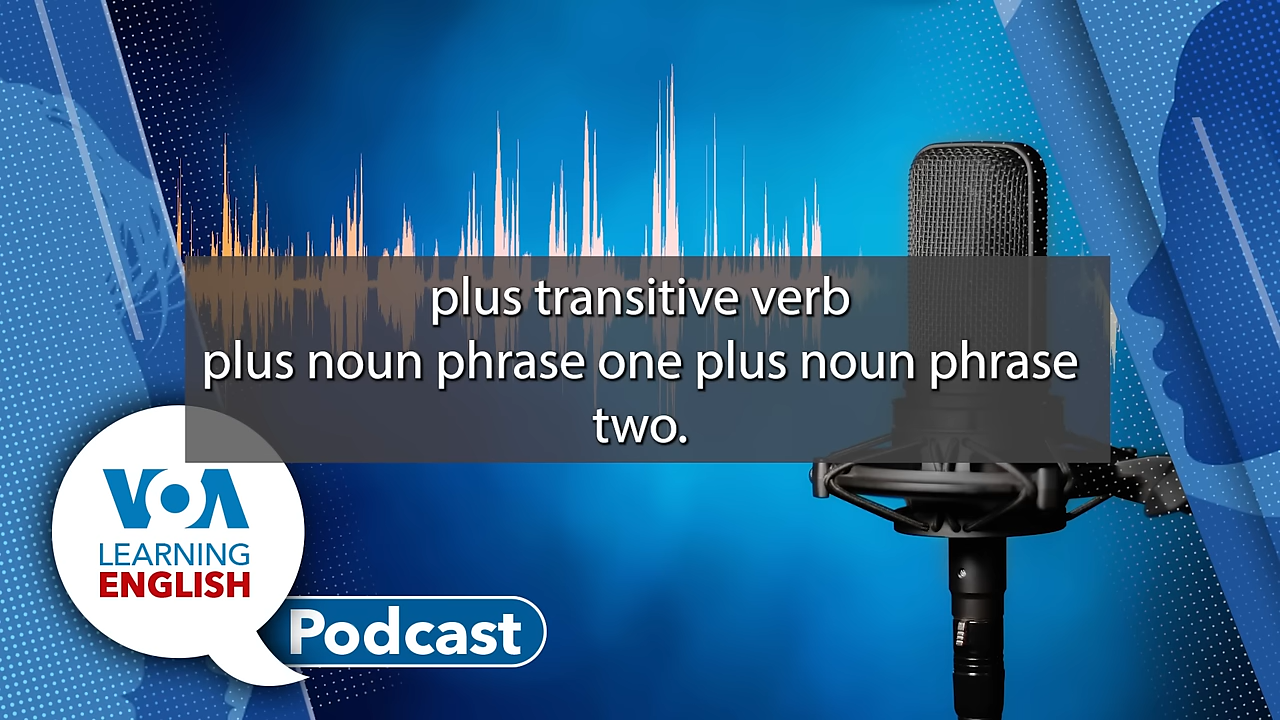 plus transitive verb
plus noun phrase one plus noun phrase
two.
VOA
LEARNING
ENGLISH
Podcast